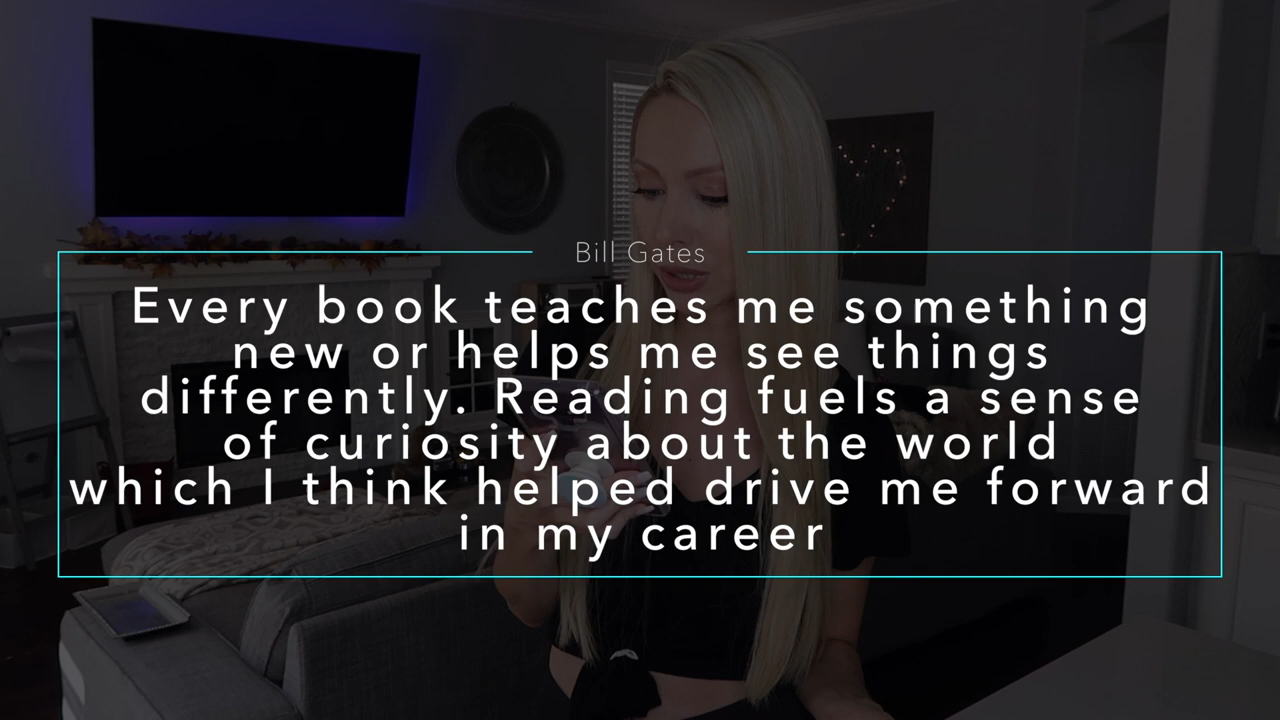 Bill Gates
Every book teaches me something
new or helps me see things
differently. Reading fuels a sense
of curiosity about the world
which I think helped drive me forward
in my career